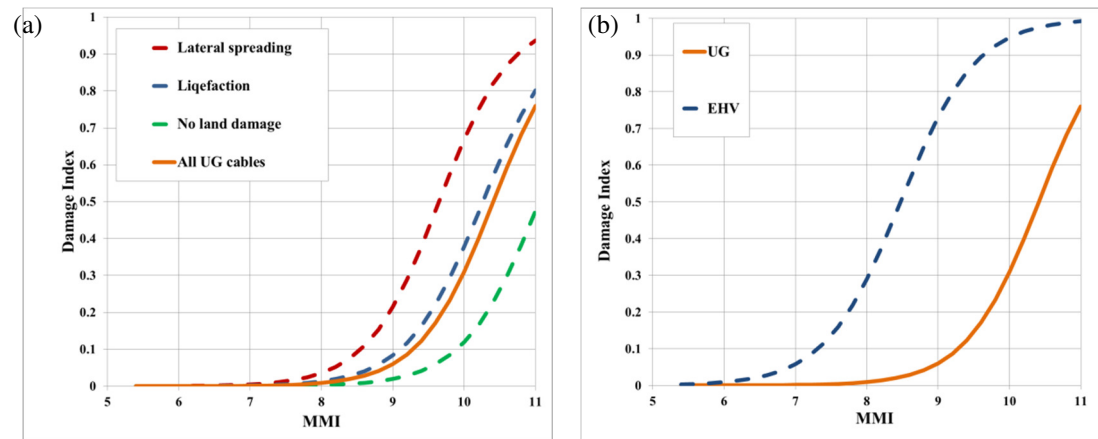 (a)
1
0.9
0.8
0.7
0.6
0.5
0.4
0.3
0.2
0.1
0
Damage Index
Lateral spreading
Liqefaction
No land damage
All UG cables
5 6 7 8 9 10 11
MMI
(b)
1
0.9
0.8
0.7
0.6
0.5
0.4
0.3
0.2
0.1
0
Damage Index
UG
EHV
5 6 7 8 9 10 11
MMI